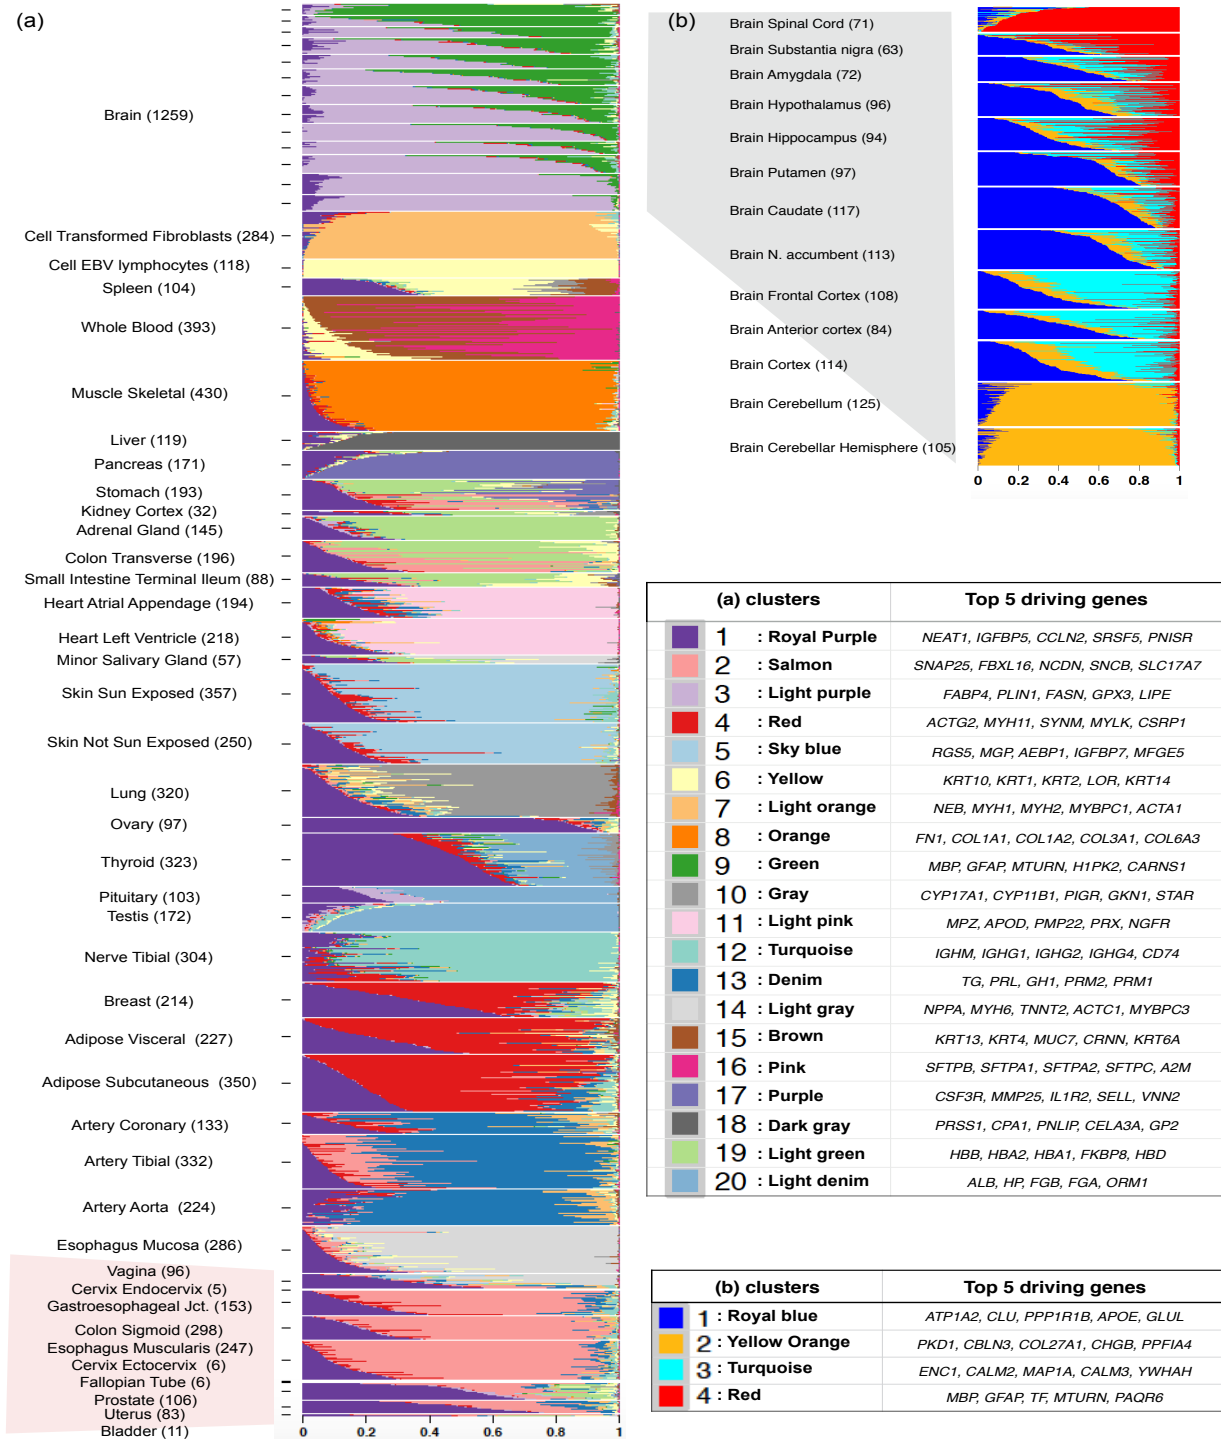 (a)
Brain (1259)
Cell Transformed Fibroblasts (284)
Cell EBV lymphocytes (118)
Spleen (104)
Whole Blood (393)
Muscle Skeletal (430)
Liver (119)
Pancreas (171)
Stomach (193)
Kidney Cortex (32)
Adrenal Gland (145)
Colon Transverse (196)
Small Intestine Terminal Ileum (88)
Heart Atrial Appendage (194)
Heart Left Ventricle (218)
Minor Salivary Gland (57)
Skin Sun Exposed (357)
Skin Not Sun Exposed (250)
Lung (320)
Ovary (97)
Thyroid (323)
Pituitary (103)
Testis (172)
Nerve Tibial (304)
Breast (214)
Adipose Visceral (227)
Adipose Subcutaneous (350)
Artery Coronary (133)
Artery Tibial (332)
Artery Aorta (224)
Esophagus Mucosa (286)
Vagina (96)
Cervix Endocervix (5)
Gastroesophageal Jct. (153)
Colon Sigmoid (298)
Esophagus Muscularis (247)
Cervix Ectocervix (6)
Fallopian Tube (6)
Prostate (106)
Uterus (83)
Bladder (11)
0 0.2 0.4 0.6 0.8 1
(b)
Brain Spinal Cord (71)
Brain Substantia nigra (63)
Brain Amygdala (72)
Brain Hypothalamus (96)
Brain Hippocampus (94)
Brain Putamen (97)
Brain Caudate (117)
Brain N. accumbent (113)
Brain Frontal Cortex (108)
Brain Anterior cortex (84)
Brain Cortex (114)
Brain Cerebellum (125)
Brain Cerebellar Hemisphere (105)
0 0.2 0.4 0.6 0.8 1
(a) clusters Top 5 driving genes
1 : Royal Purple NEAT1, IGFBP5, CCLN2, SRSF5, PNISR
2 : Salmon SNAP25, FBXL16, NCDN, SNCB, SLC17A7
3 : Light purple FABP4, PLIN1, FASN, GPX3, LIPE
4 : Red ACTG2, MYH11, SYNM, MYLK, CSRP1
5 : Sky blue RGS5, MGP, AEBP1, IGFBP7, MFGE5
6 : Yellow KRT10, KRT1, KRT2, LOR, KRT14
7 : Light orange NEB, MYH1, MYH2, MYBPC1, ACTA1
8 : Orange FN1, COL1A1, COL1A2, COL3A1, COL6A3
9 : Green MBP, GFAP, MTURN, H1PK2, CARNS1
10 : Gray CYP17A1, CYP11B1, PIGR, GKN1, STAR
11 : Light pink MPZ, APOD, PMP22, PRX, NGFR
12 : Turquoise IGHM, IGHG1, IGHG2, IGHG4, CD74
13 : Denim TG, PRL, GH1, PRM2, PRM1
14 : Light gray NPPA, MYH6, TNNT2, ACTC1, MYBPC3
15 : Brown KRT13, KRT4, MUC7, CRNN, KRT6A
16 : Pink SFTPB, SFTPA1, SFTPA2, SFTPC, A2M
17 : Purple CSF3R, MMP25, IL1R2, SELL, VNN2
18 : Dark gray PRSS1, CPA1, PNLIP, CELA3A, GP2
19 : Light green HBB, HBA2, HBA1, FKBP8, HBD
20 : Light denim ALB, HP, FGB, FGA, ORM1
(b) clusters Top 5 driving genes
1 : Royal blue ATP1A2, CLU, PPP1R1B, APOE, GLUL
2 : Yellow Orange PKD1, CBLN3, COL27A1, CHGB, PPFIA4
3 : Turquoise ENC1, CALM2, MAP1A, CALM3, YWHAH
4 : Red MBP, GFAP, TF, MTURN, PAQR6